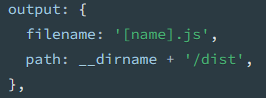 output: {
  filename: '[name].js',
  path: __dirname + '/dist',
},